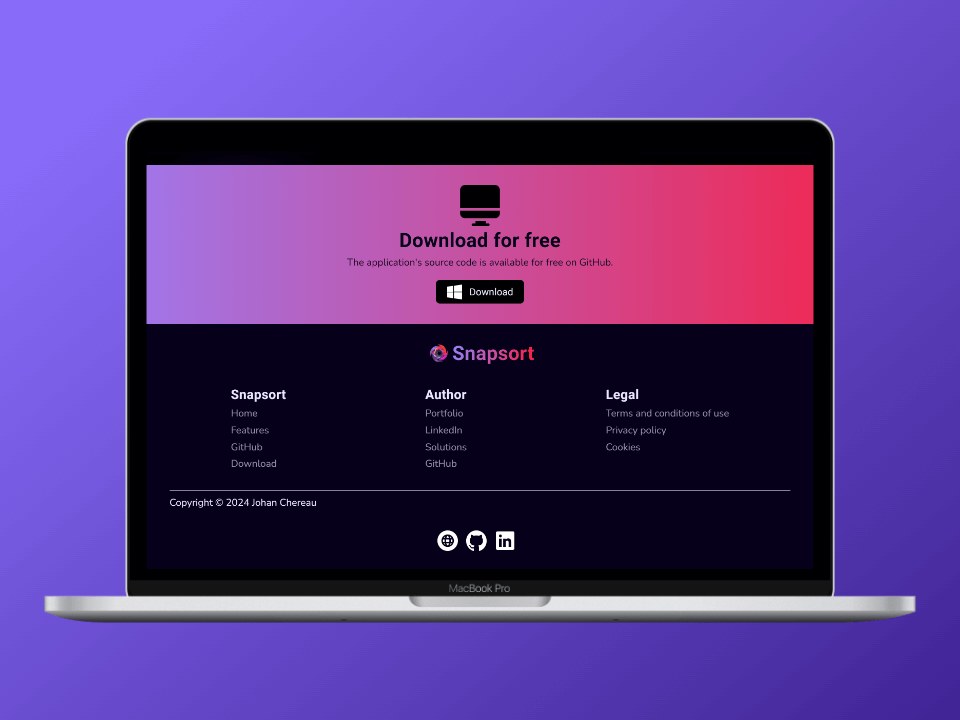 Download for free
The application's source code is available for free on GitHub.
Download
Snapsort
Snapsort
Home
Features
GitHub
Download
Author
Portfolio
LinkedIn
Solutions
GitHub
Legal
Terms and conditions of use
Privacy policy
Cookies
Copyright © 2024 Johan Chereau
in
MacBook Pro